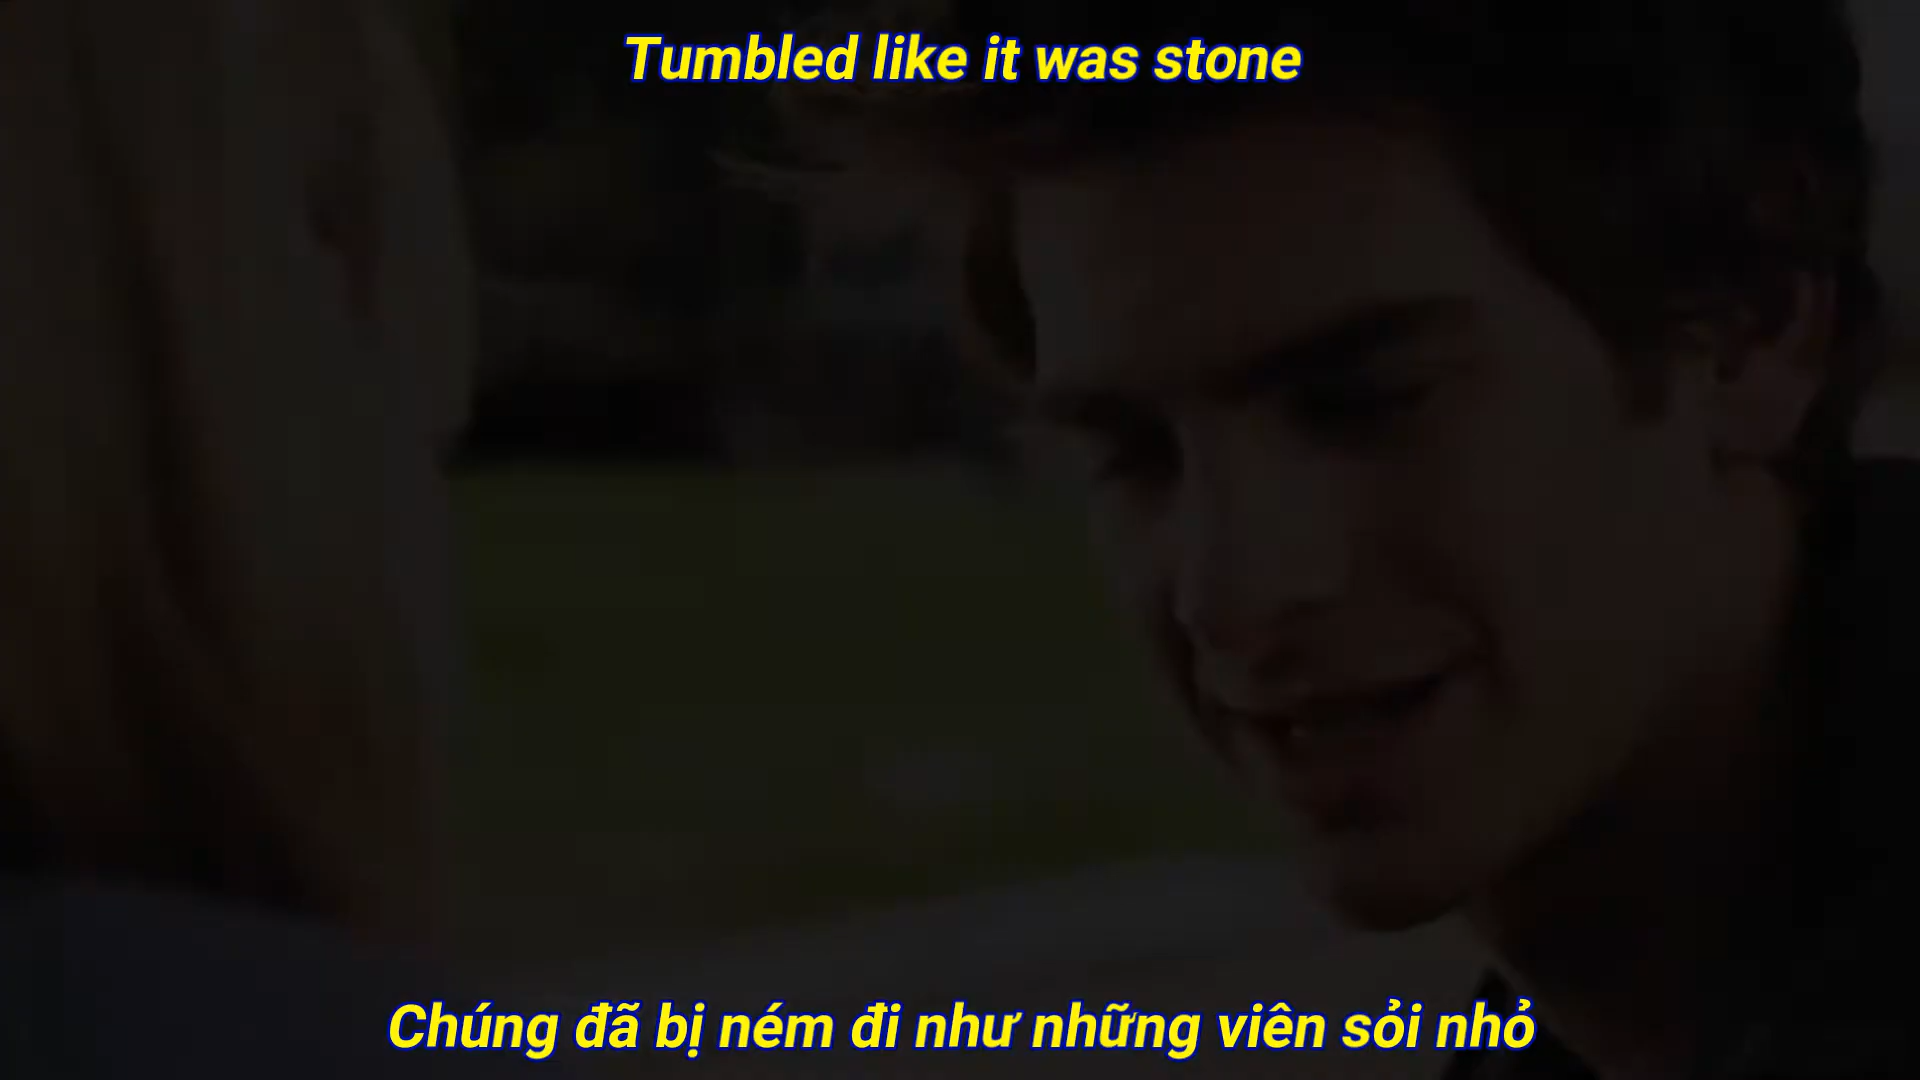 Tumbled like it was stone
Chúng đã bị ném đi như những viên sỏi nhỏ